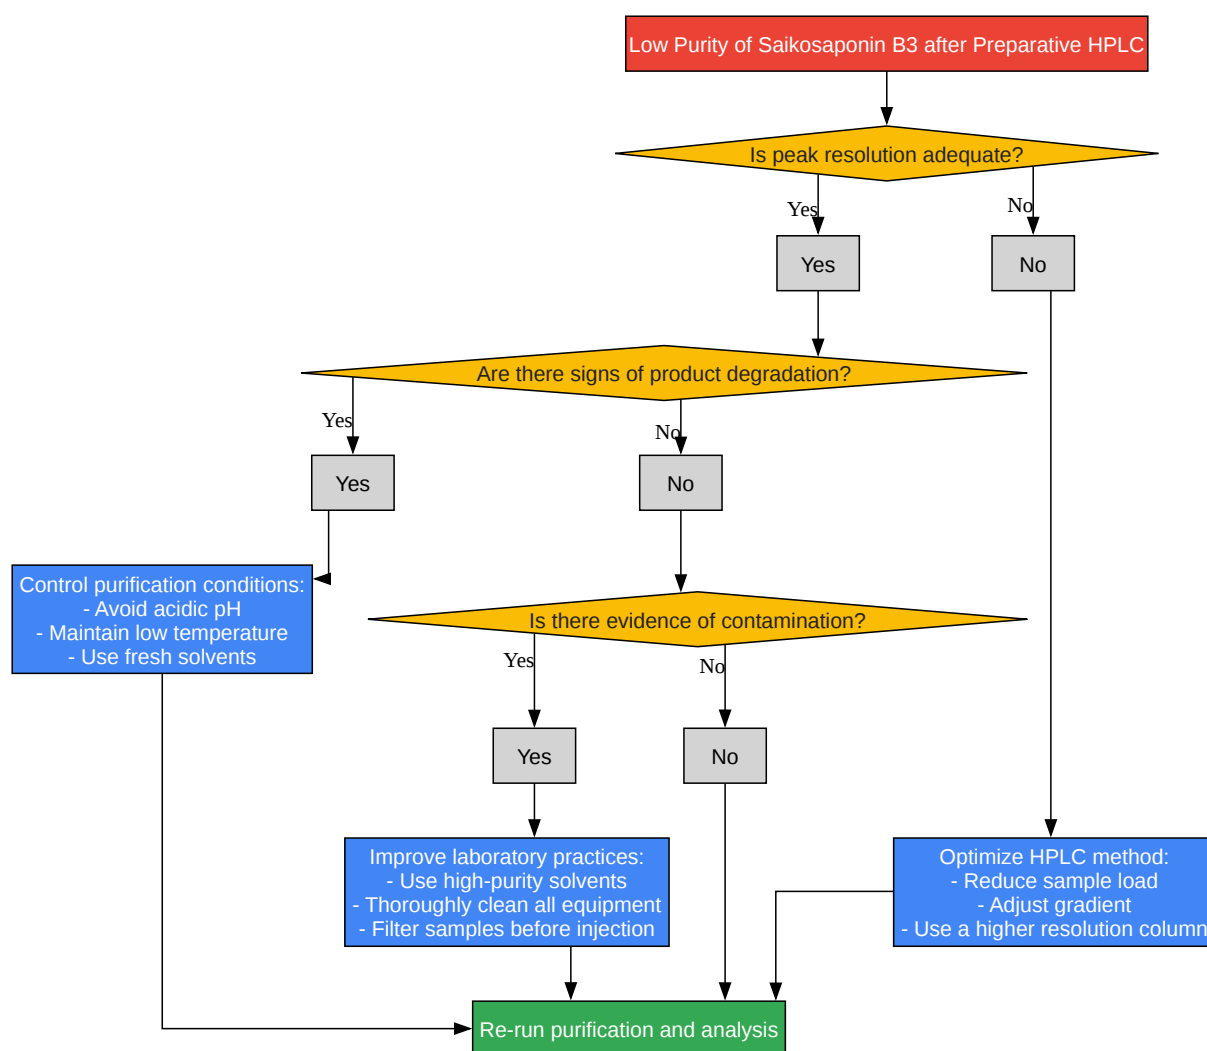 Low Purity of Saikosaponin B3 after Preparative HPLC
Is peak resolution adequate?
Yes
No
Yes
No
Are there signs of product degradation?
Yes
No
Yes
No
Control purification conditions:
- Avoid acidic pH
- Maintain low temperature
- Use fresh solvents
Is there evidence of contamination?
Yes
No
Yes
No
Improve laboratory practices:
- Use high-purity solvents
- Thoroughly clean all equipment
- Filter samples before injection
Optimize HPLC method:
- Reduce sample load
- Adjust gradient
- Use a higher resolution column
Re-run purification and analysis